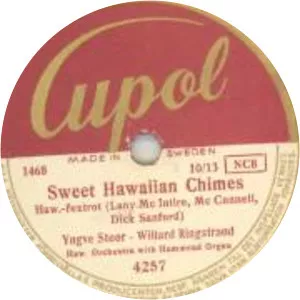 Cupol
MADE IN SWEDEN
1468 10/13 NCB
Sweet Hawaiian Chimes
Haw.-foxtrot (Lany Mc Intire, Mc Connell,
Dick Sanford)
Yngve Stoor - Willard Ringstrand
Haw. Orchestra with Hammond Organ
4257